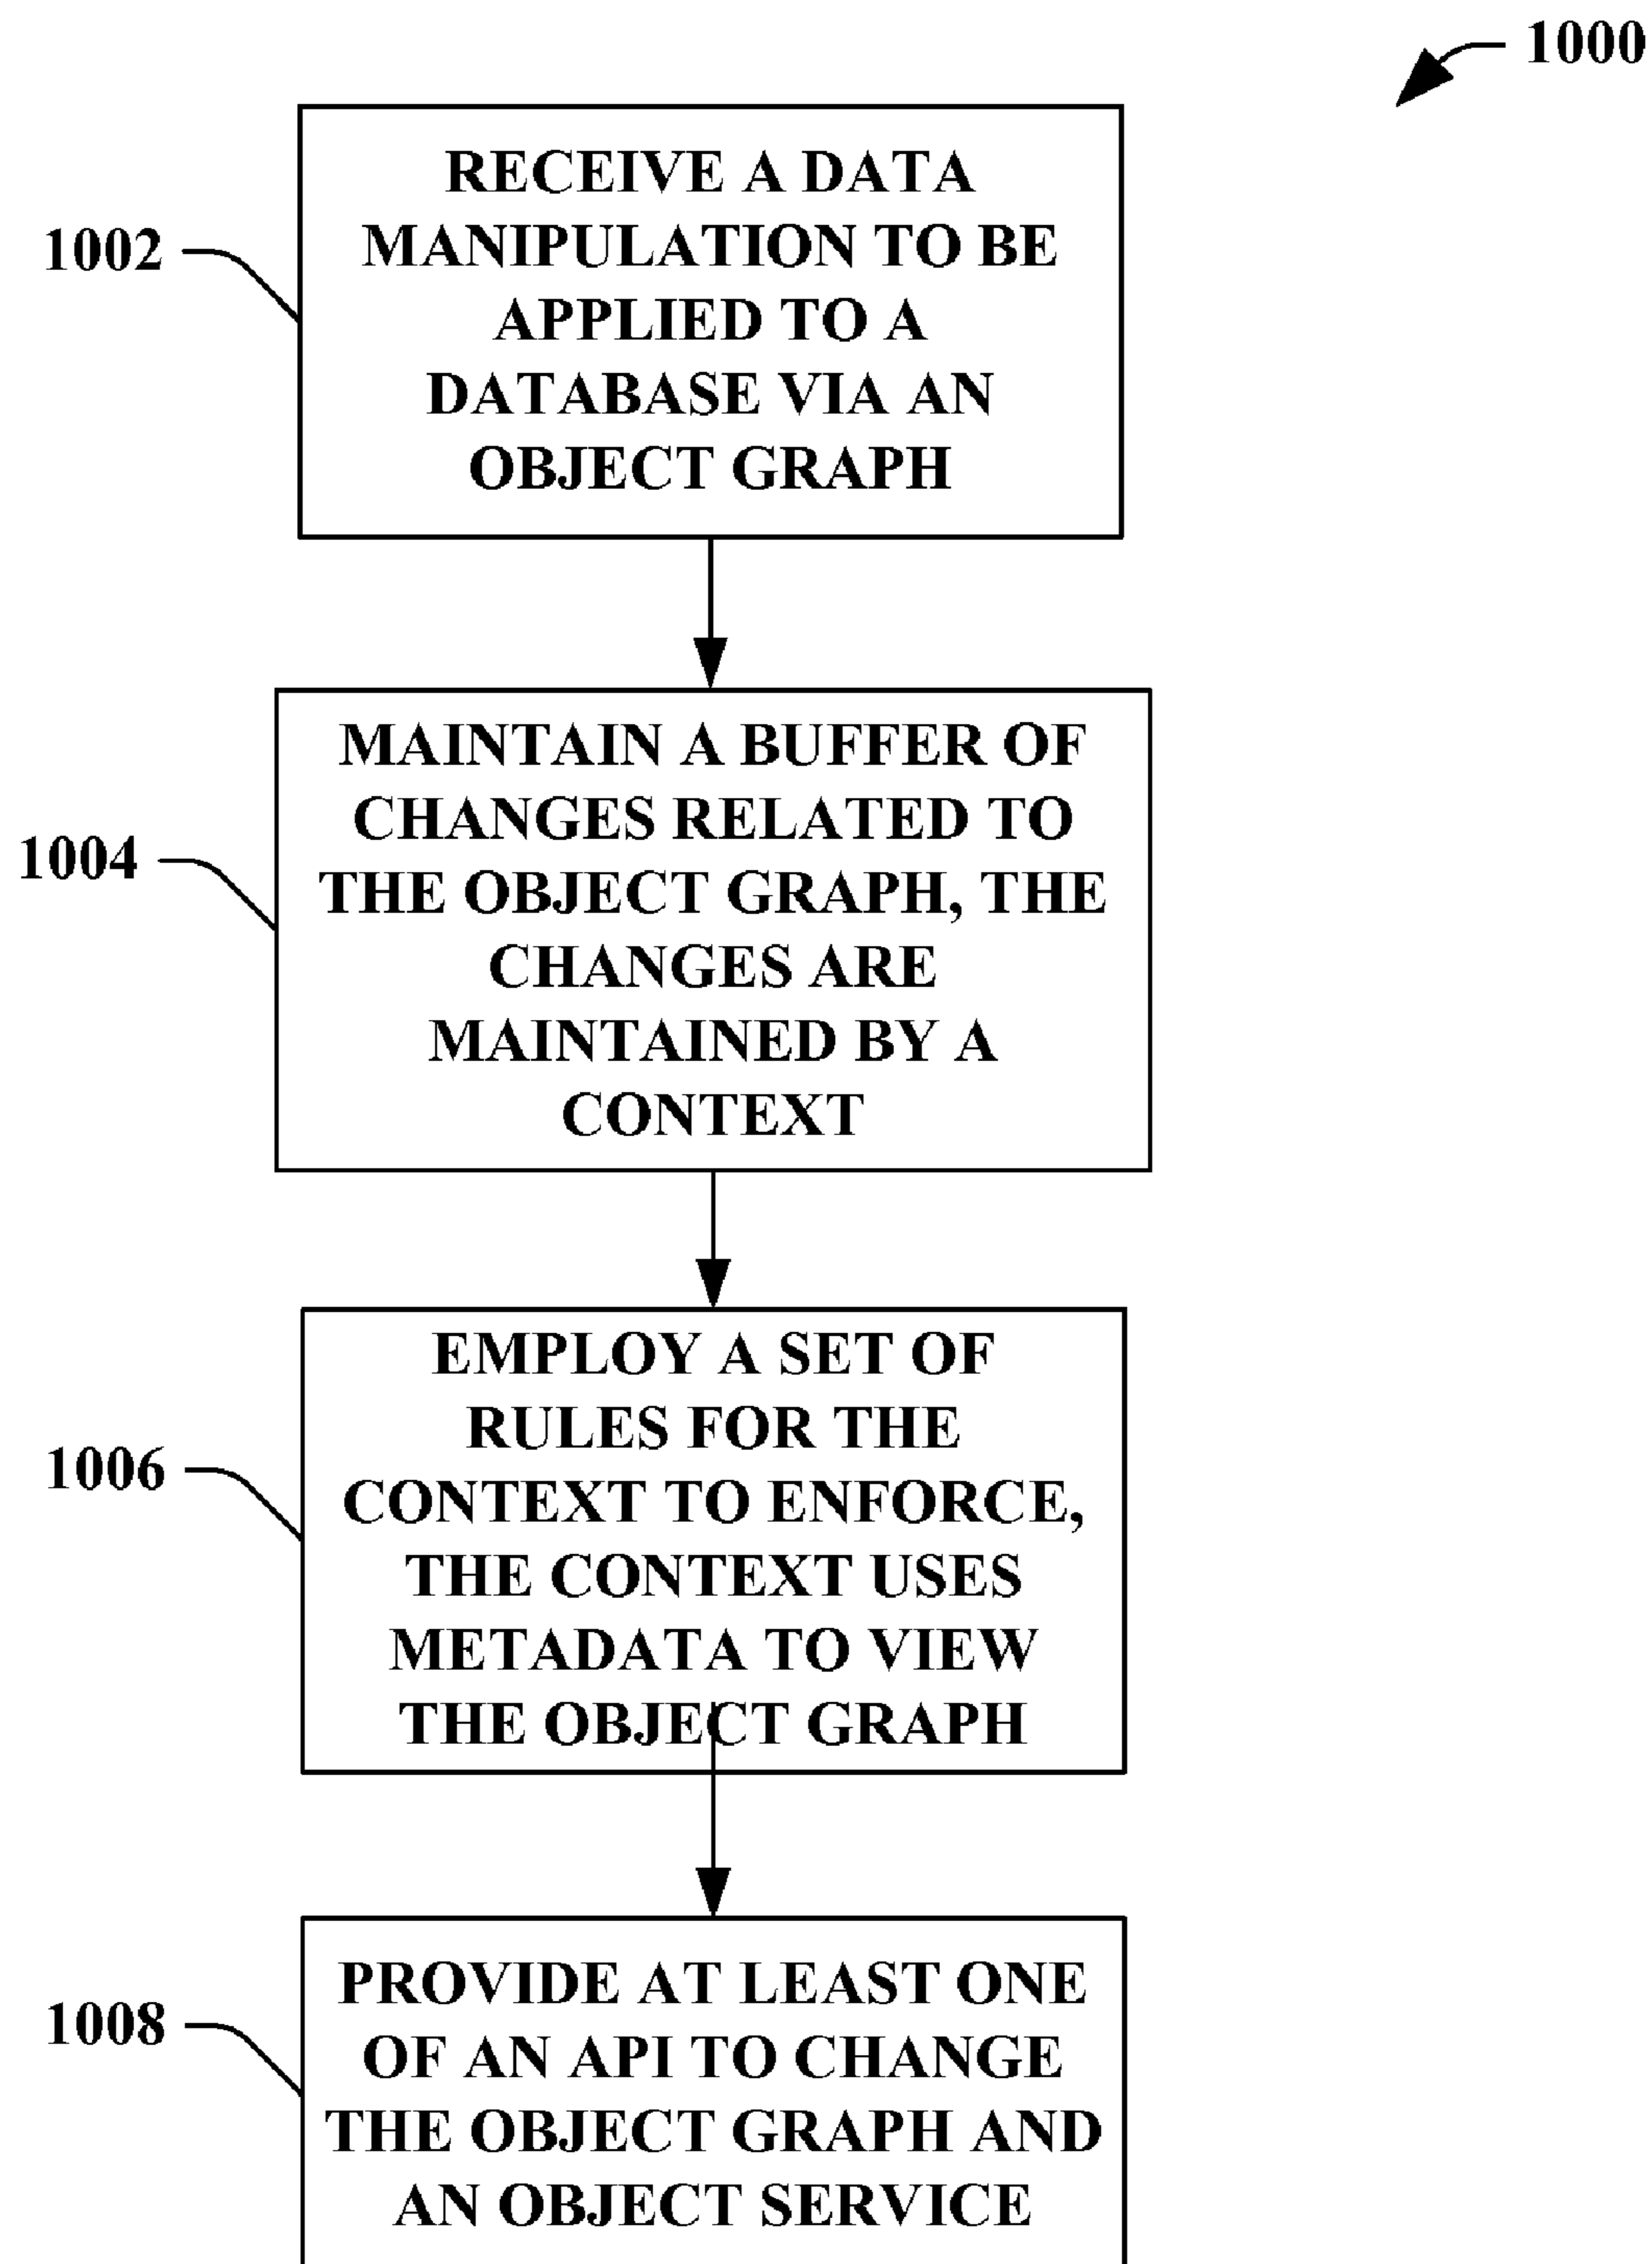 1000
RECEIVE A DATA
MANIPULATION TO BE
APPLIED TO A
DATABASE VIA AN
OBJECT GRAPH
1002
MAINTAIN A BUFFER OF
CHANGES RELATED TO
THE OBJECT GRAPH, THE
CHANGES ARE
MAINTAINED BY A
CONTEXT
1004
EMPLOY A SET OF
RULES FOR THE
CONTEXT TO ENFORCE,
THE CONTEXT USES
METADATA TO VIEW
THE OBJECT GRAPH
1006
PROVIDE AT LEAST ONE
OF AN API TO CHANGE
THE OBJECT GRAPH AND
AN OBJECT SERVICE
1008